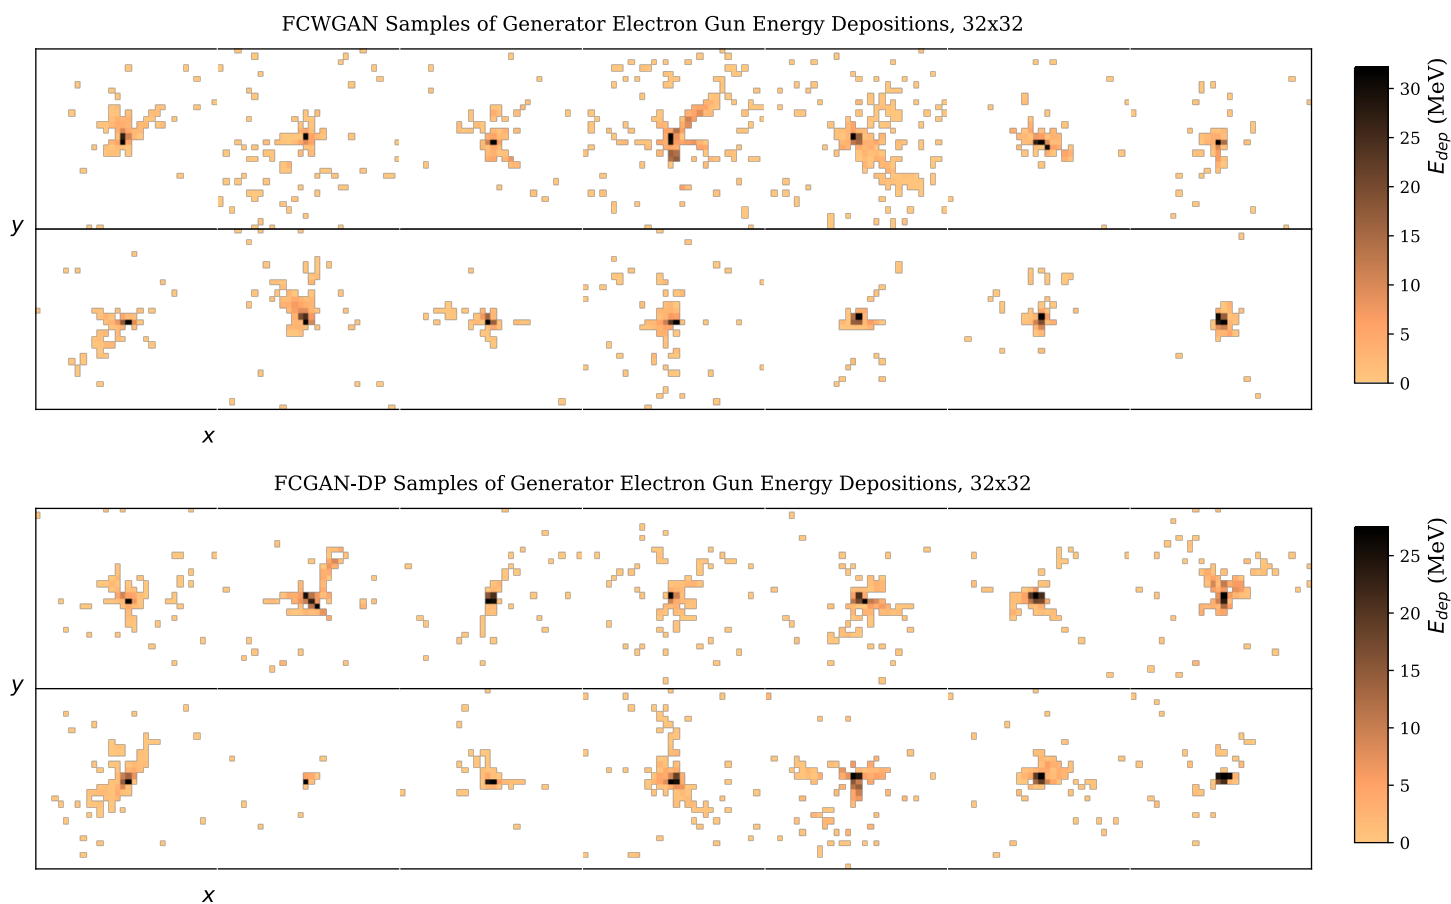 FCWGAN Samples of Generator Electron Gun Energy Depositions, 32x32
30
25
20
15
10
5
0
E_dep (MeV)
y
x
FCGAN-DP Samples of Generator Electron Gun Energy Depositions, 32x32
25
20
15
10
5
0
E_dep (MeV)
y
x